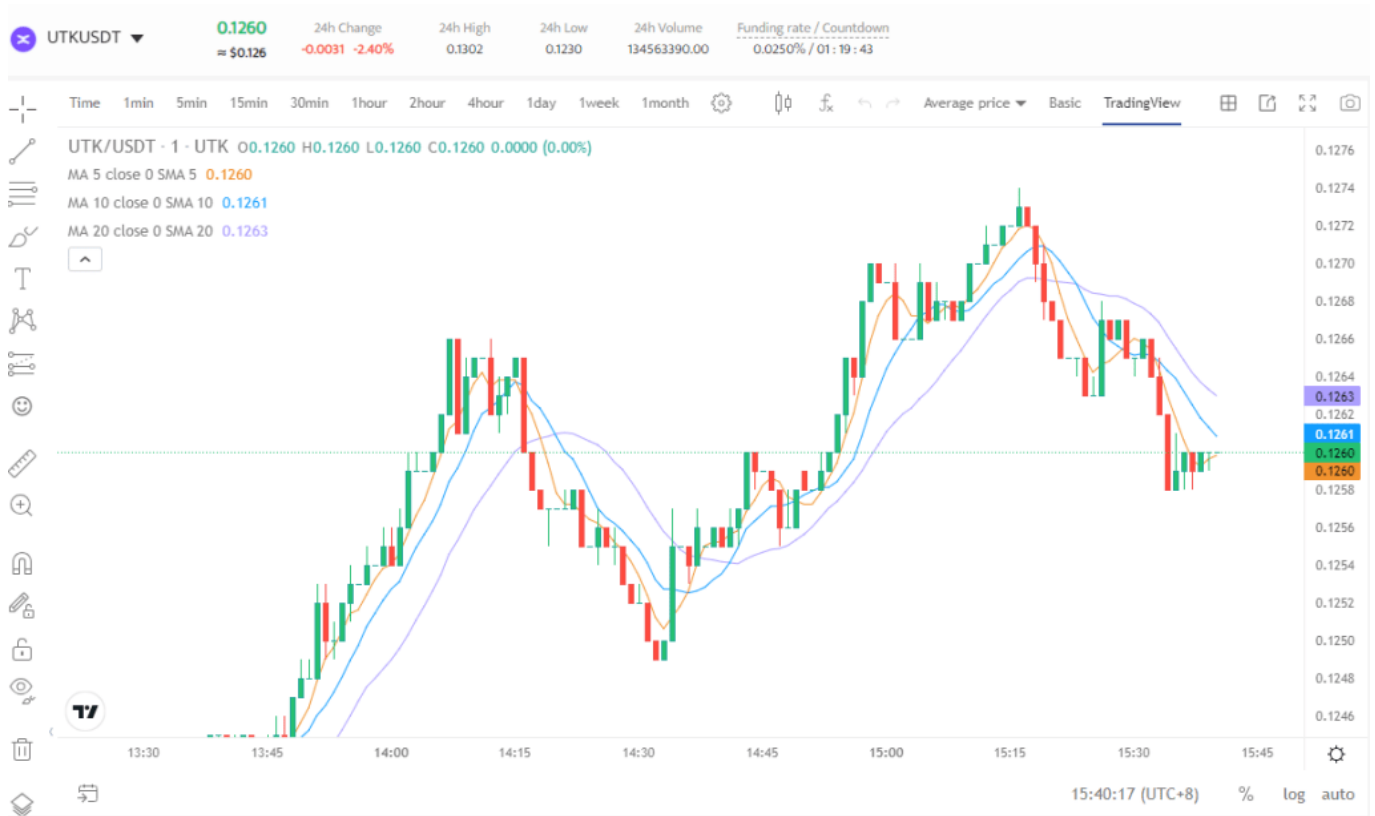 UTKUSDT
0.1260
≈ $0.126
24h Change
-0.0031 -2.40%
24h High
0.1302
24h Low
0.1230
24h Volume
134563390.00
Funding rate / Countdown
0.0250% / 01 : 19 : 43
Time 1min 5min 15min 30min 1hour 2hour 4hour 1day 1week 1month Average price Basic TradingView
UTK/USDT · 1 · UTK O0.1260 H0.1260 L0.1260 C0.1260 0.0000 (0.00%)
MA 5 close 0 SMA 5 0.1260
MA 10 close 0 SMA 10 0.1261
MA 20 close 0 SMA 20 0.1263
0.1276
0.1274
0.1272
0.1270
0.1268
0.1266
0.1264
0.1263
0.1262
0.1261
0.1260
0.1260
0.1258
0.1256
0.1254
0.1252
0.1250
0.1248
0.1246
13:30 13:45 14:00 14:15 14:30 14:45 15:00 15:15 15:30 15:45
15:40:17 (UTC+8) % log auto